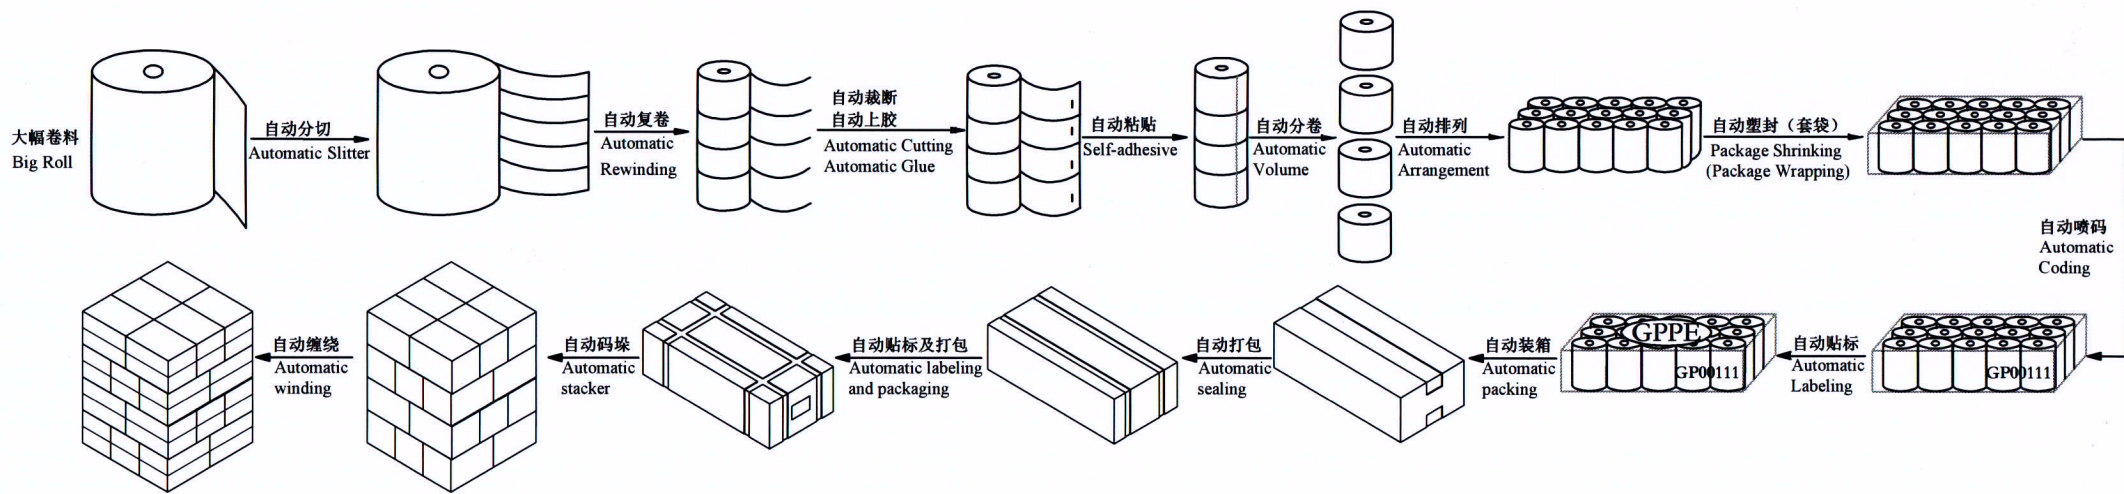 大幅卷料
Big Roll
自动分切
Automatic Slitter
自动复卷
Automatic
Rewinding
自动裁断
自动上胶
Automatic Cutting
Automatic Glue
自动粘贴
Self-adhesive
自动分卷
Automatic
Volume
自动排列
Automatic
Arrangement
自动塑封（套袋）
Package Shrinking
(Package Wrapping)
自动喷码
Automatic
Coding
GP00111
自动贴标
Automatic
Labeling
GPPE
GP00111
自动装箱
Automatic
packing
自动打包
Automatic
sealing
自动贴标及打包
Automatic labeling
and packaging
自动码垛
Automatic
stacker
自动缠绕
Automatic
winding